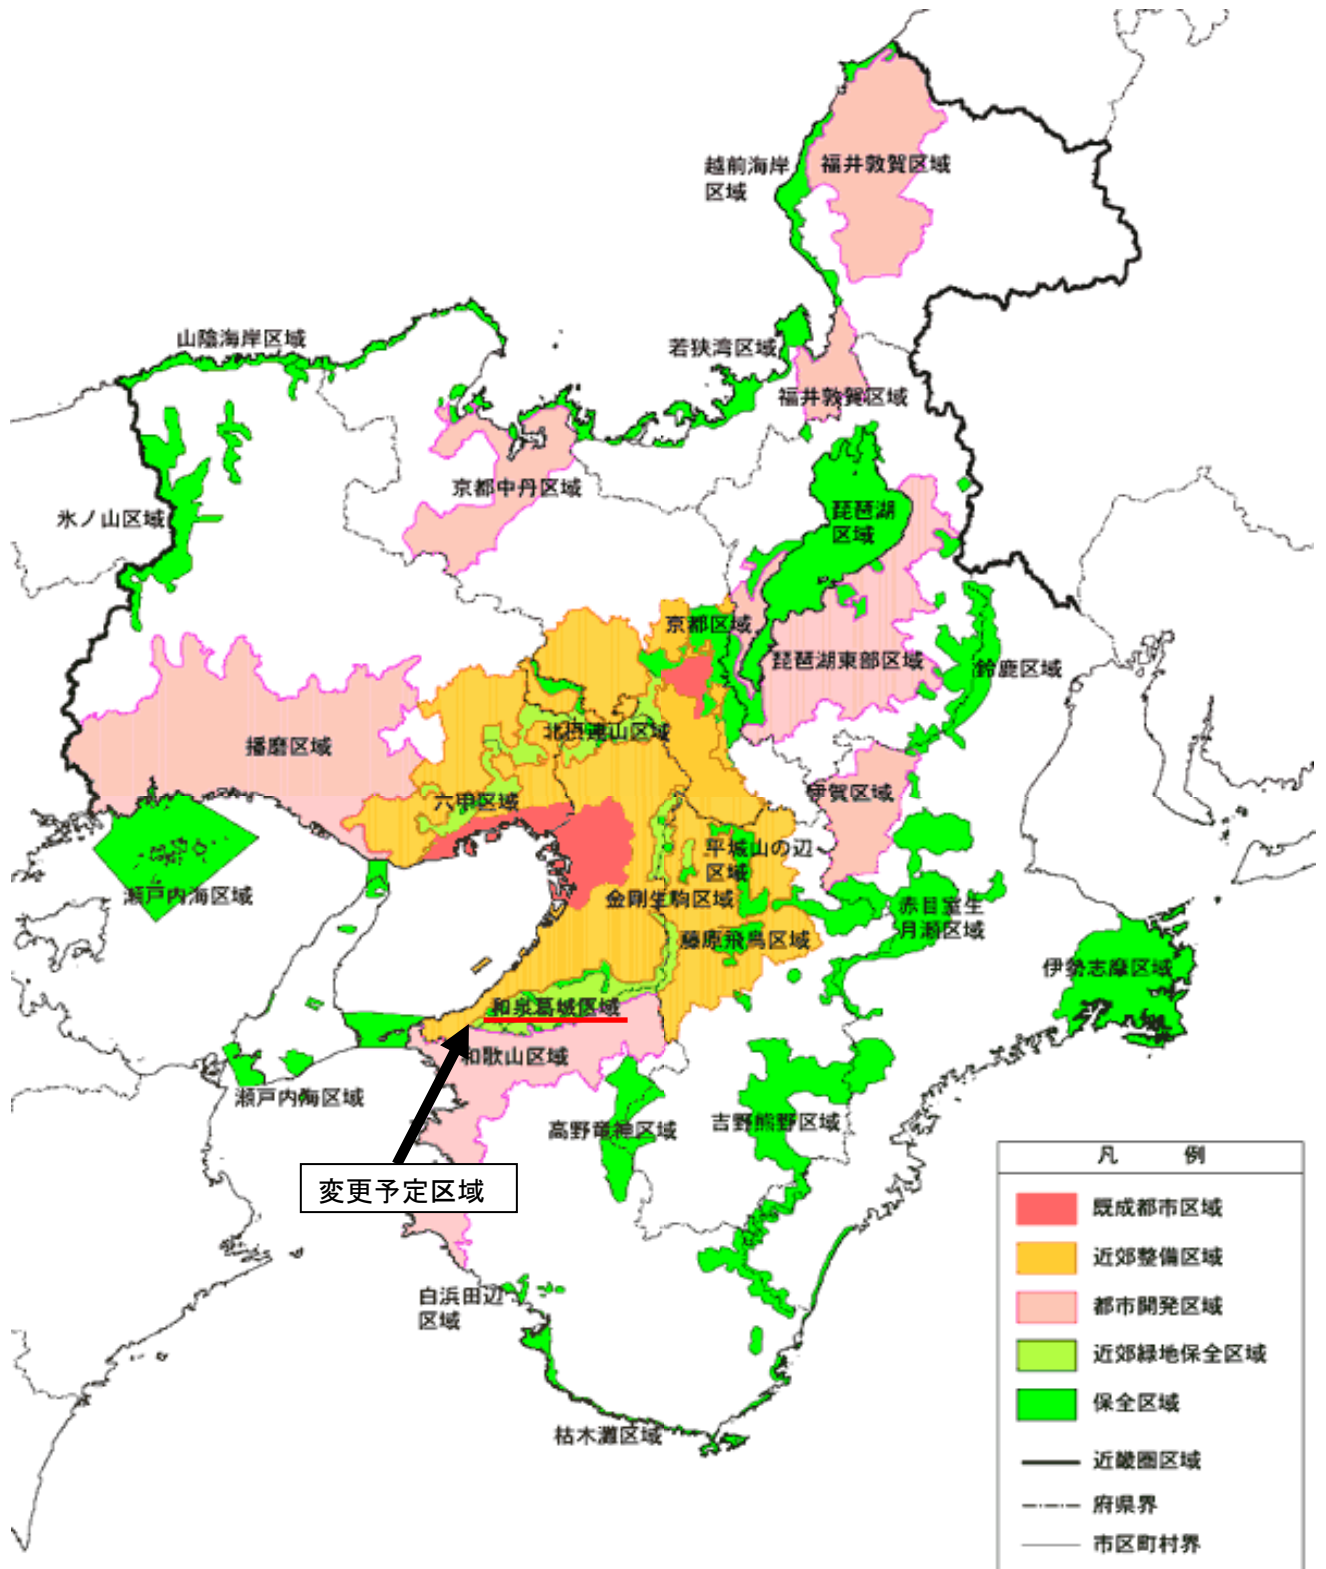 越前海岸
区域
福井敦賀区域
山陰海岸区域
若狭湾区域
福井敦賀区域
京都中丹区域
氷ノ山区域
琵琶湖
区域
京都区域
琵琶湖東部区域
鈴鹿区域
北摂連山区域
播磨区域
伊賀区域
六甲区域
平城山の辺
区域
瀬戸内海区域
金剛生駒区域
赤目室生
月瀬区域
藤原飛鳥区域
伊勢志摩区域
和泉葛城区域
和歌山区域
瀬戸内海区域
高野竜神区域
吉野熊野区域
変更予定区域
白浜田辺
区域
枯木灘区域
凡 例
既成都市区域
近郊整備区域
都市開発区域
近郊緑地保全区域
保全区域
近畿圏区域
府県界
市区町村界